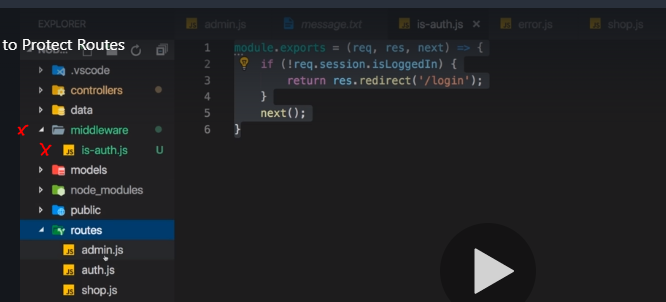 EXPLORER
admin.js
message.txt
is-auth.js
error.js
shop.js
to Protect Routes
.vscode
controllers
data
middleware
is-auth.js U
models
node_modules
public
routes
admin.js
auth.js
shop.js
1 module.exports = (req, res, next) => {
2 if (!req.session.isLoggedIn) {
3 return res.redirect('/login');
4 }
5 next();
6 }